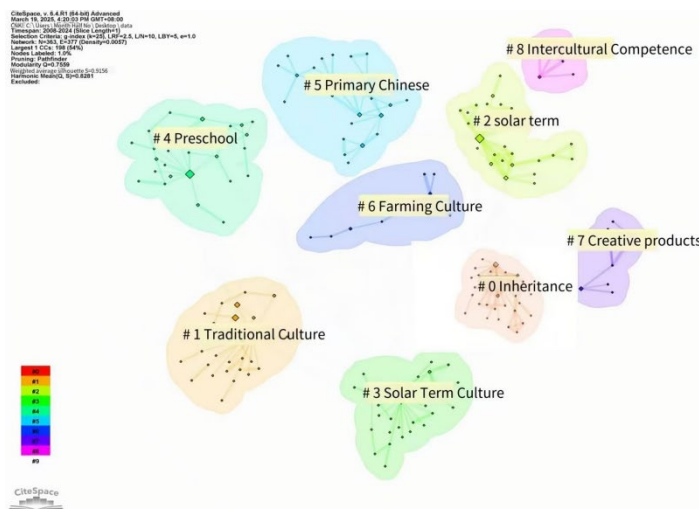 CiteSpace, v. 6.4.R1 (64-bit) Advanced
March 19, 2025, 4:20:03 PM GMT+08:00
Timespan: 2008-2024 (Slice Length=1)
Selection Criteria: g-index (k=25), LRF=2.5, L/N=10, LBY=5, e=1.0
Network: N=363, E=377 (Density=0.0057)
Largest 1 CCs: 198 (54%)
Nodes Labeled: 1.0%
Pruning: Pathfinder
Modularity Q=0.7559
Weighted average silhouette S=0.9156
Harmonic Mean(Q, S)=0.8281
Excluded:
# 8 Intercultural Competence
# 5 Primary Chinese
# 2 solar term
# 4 Preschool
# 6 Farming Culture
# 7 Creative products
# 0 Inheritance
# 1 Traditional Culture
# 3 Solar Term Culture
#0
#1
#2
#3
#4
#5
#6
#7
#8
#9
CiteSpace